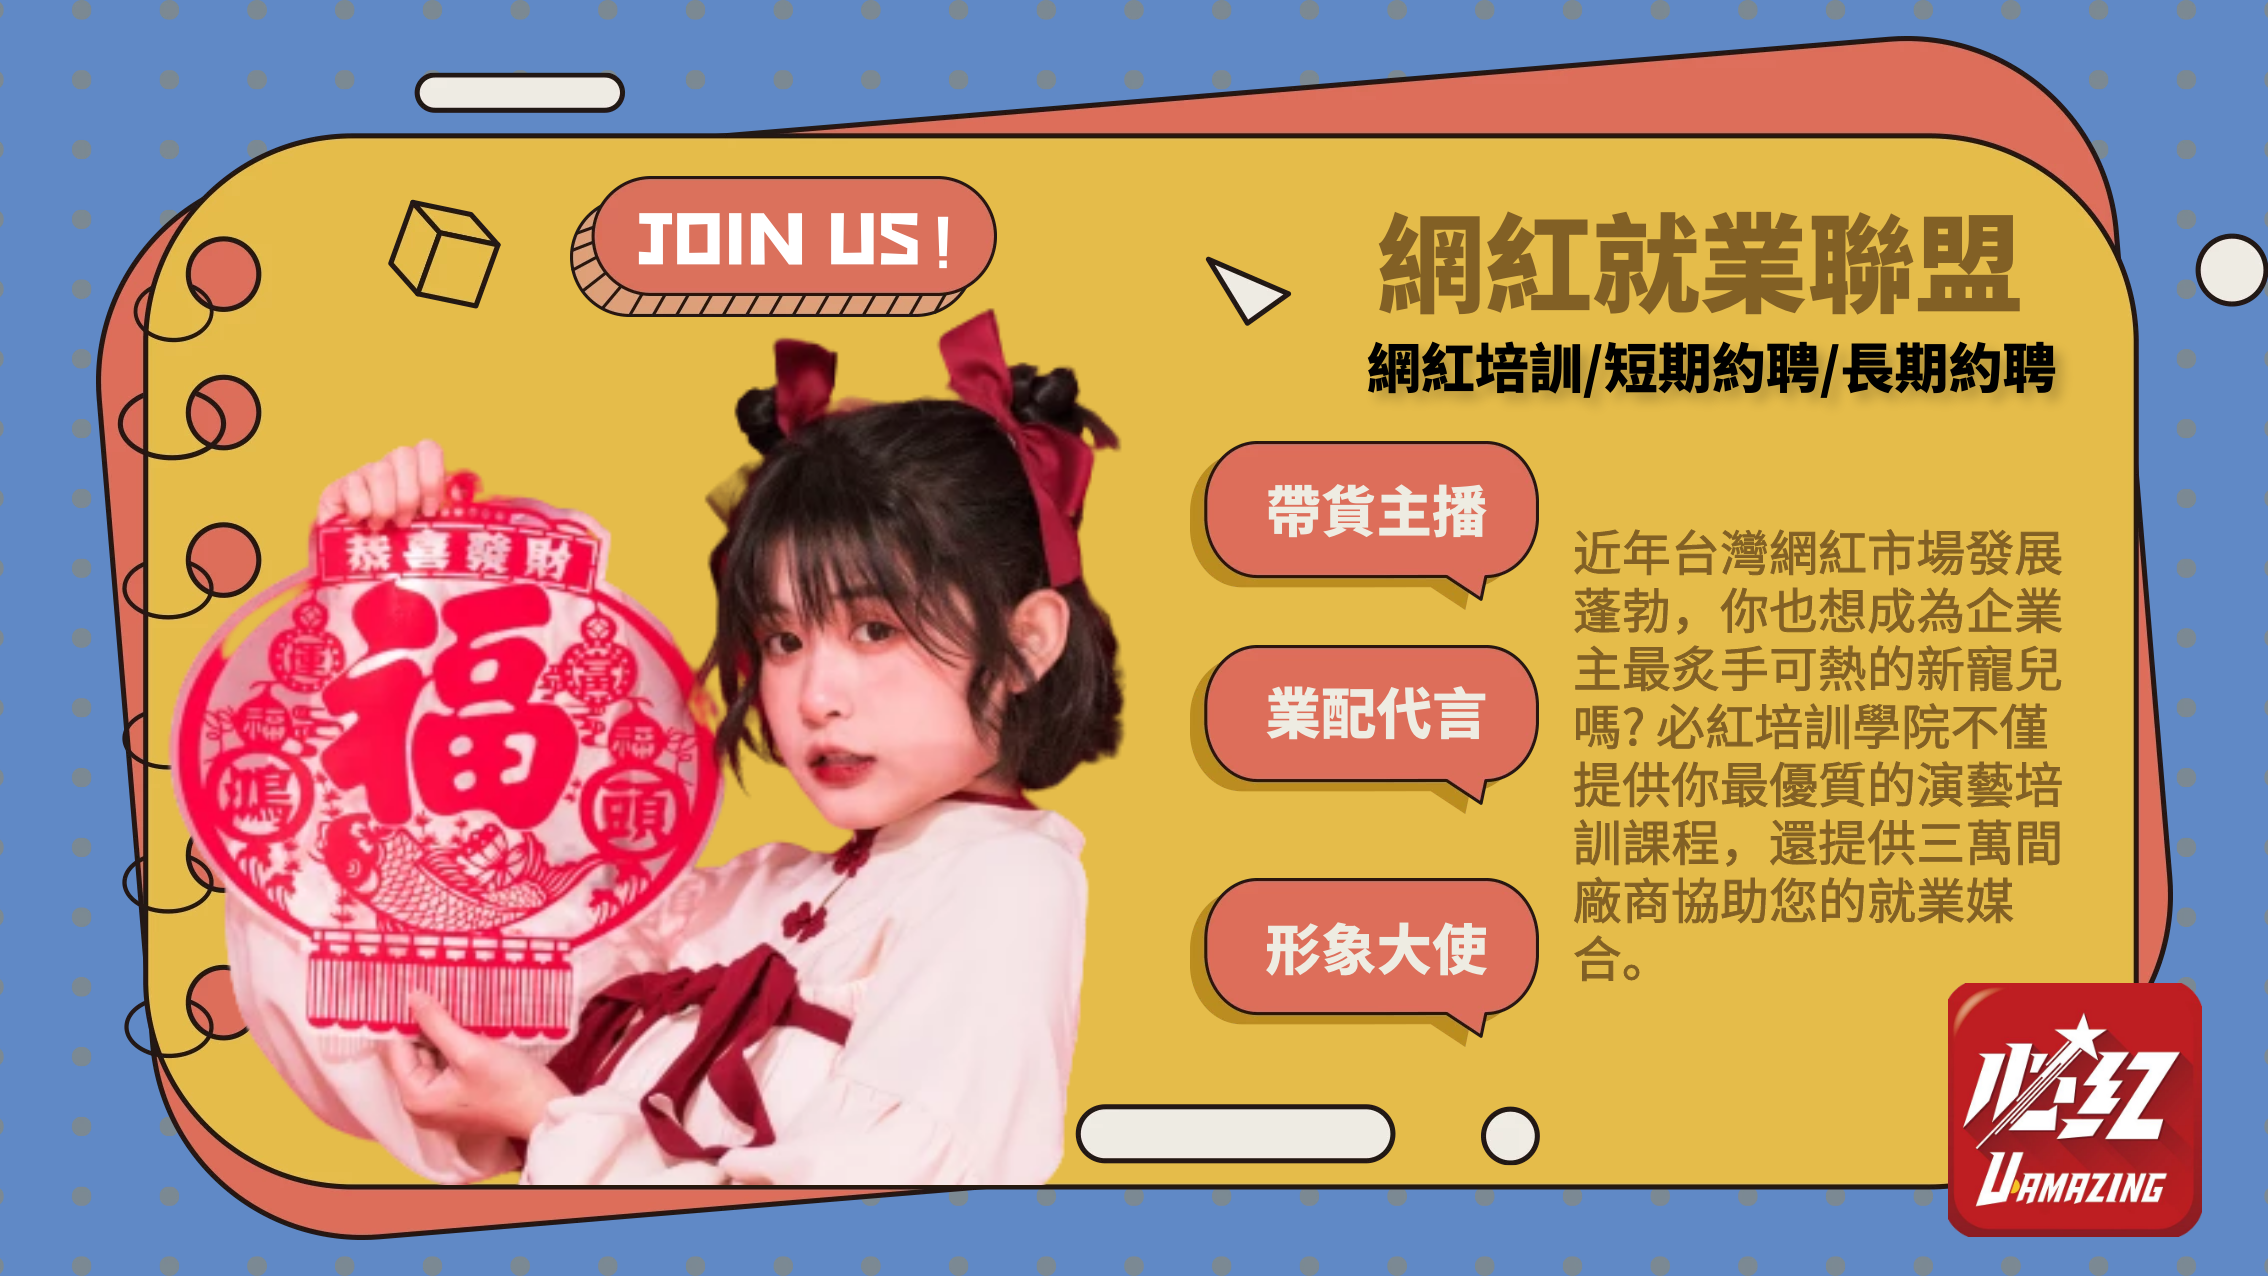 JOIN US!
網紅就業聯盟
網紅培訓/短期約聘/長期約聘
帶貨主播
業配代言
形象大使
近年台灣網紅市場發展
蓬勃，你也想成為企業
主最炙手可熱的新寵兒
嗎? 必紅培訓學院不僅
提供你最優質的演藝培
訓課程，還提供三萬間
廠商協助您的就業媒
合。
恭喜發財
福
運
富
福
福
鴻
頭
必红
U-AMAZING